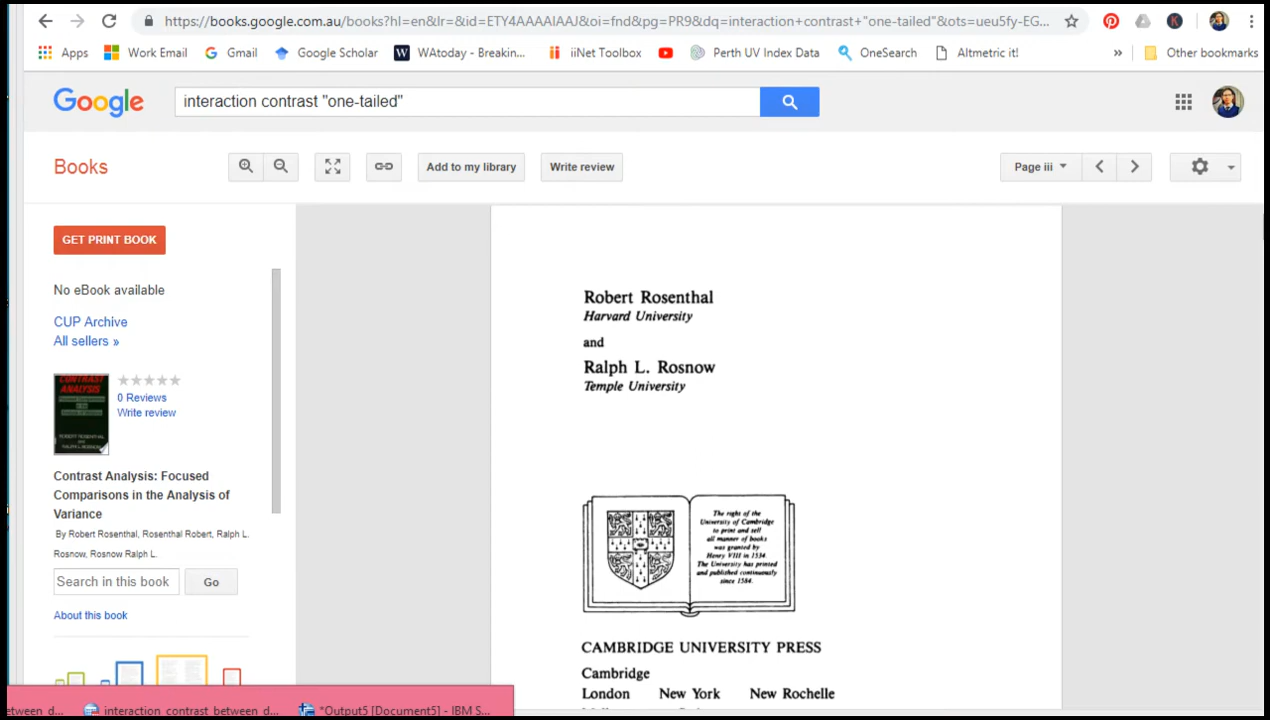 https://books.google.com.au/books?hl=en&lr=&id=ETY4AAAAIAAJ&oi=fnd&pg=PR9&dq=interaction+contrast+"one-tailed"&ots=ueu5fy-EG...
Apps Work Email Gmail Google Scholar WAtoday - Breakin... iiNet Toolbox Perth UV Index Data OneSearch Altmetric it! » Other bookmarks
Google interaction contrast "one-tailed"
Books Add to my library Write review Page iii
GET PRINT BOOK
No eBook available
CUP Archive
All sellers »
CONTRAST
ANALYSIS
ROBERT ROSENTHAL
RALPH L. ROSNOW
0 Reviews
Write review
Contrast Analysis: Focused
Comparisons in the Analysis of
Variance
By Robert Rosenthal, Rosenthal Robert, Ralph L.
Rosnow, Rosnow Ralph L.
Search in this book Go
About this book
Robert Rosenthal
Harvard University
and
Ralph L. Rosnow
Temple University
The right of the
University of Cambridge
to print and sell
all manner of books
was granted by
Henry VIII in 1534.
The University has printed
and published continuously
since 1584.
CAMBRIDGE UNIVERSITY PRESS
Cambridge
London New York New Rochelle
etween_d... interaction_contrast_between_d... *Output5 [Document5] - IBM S...